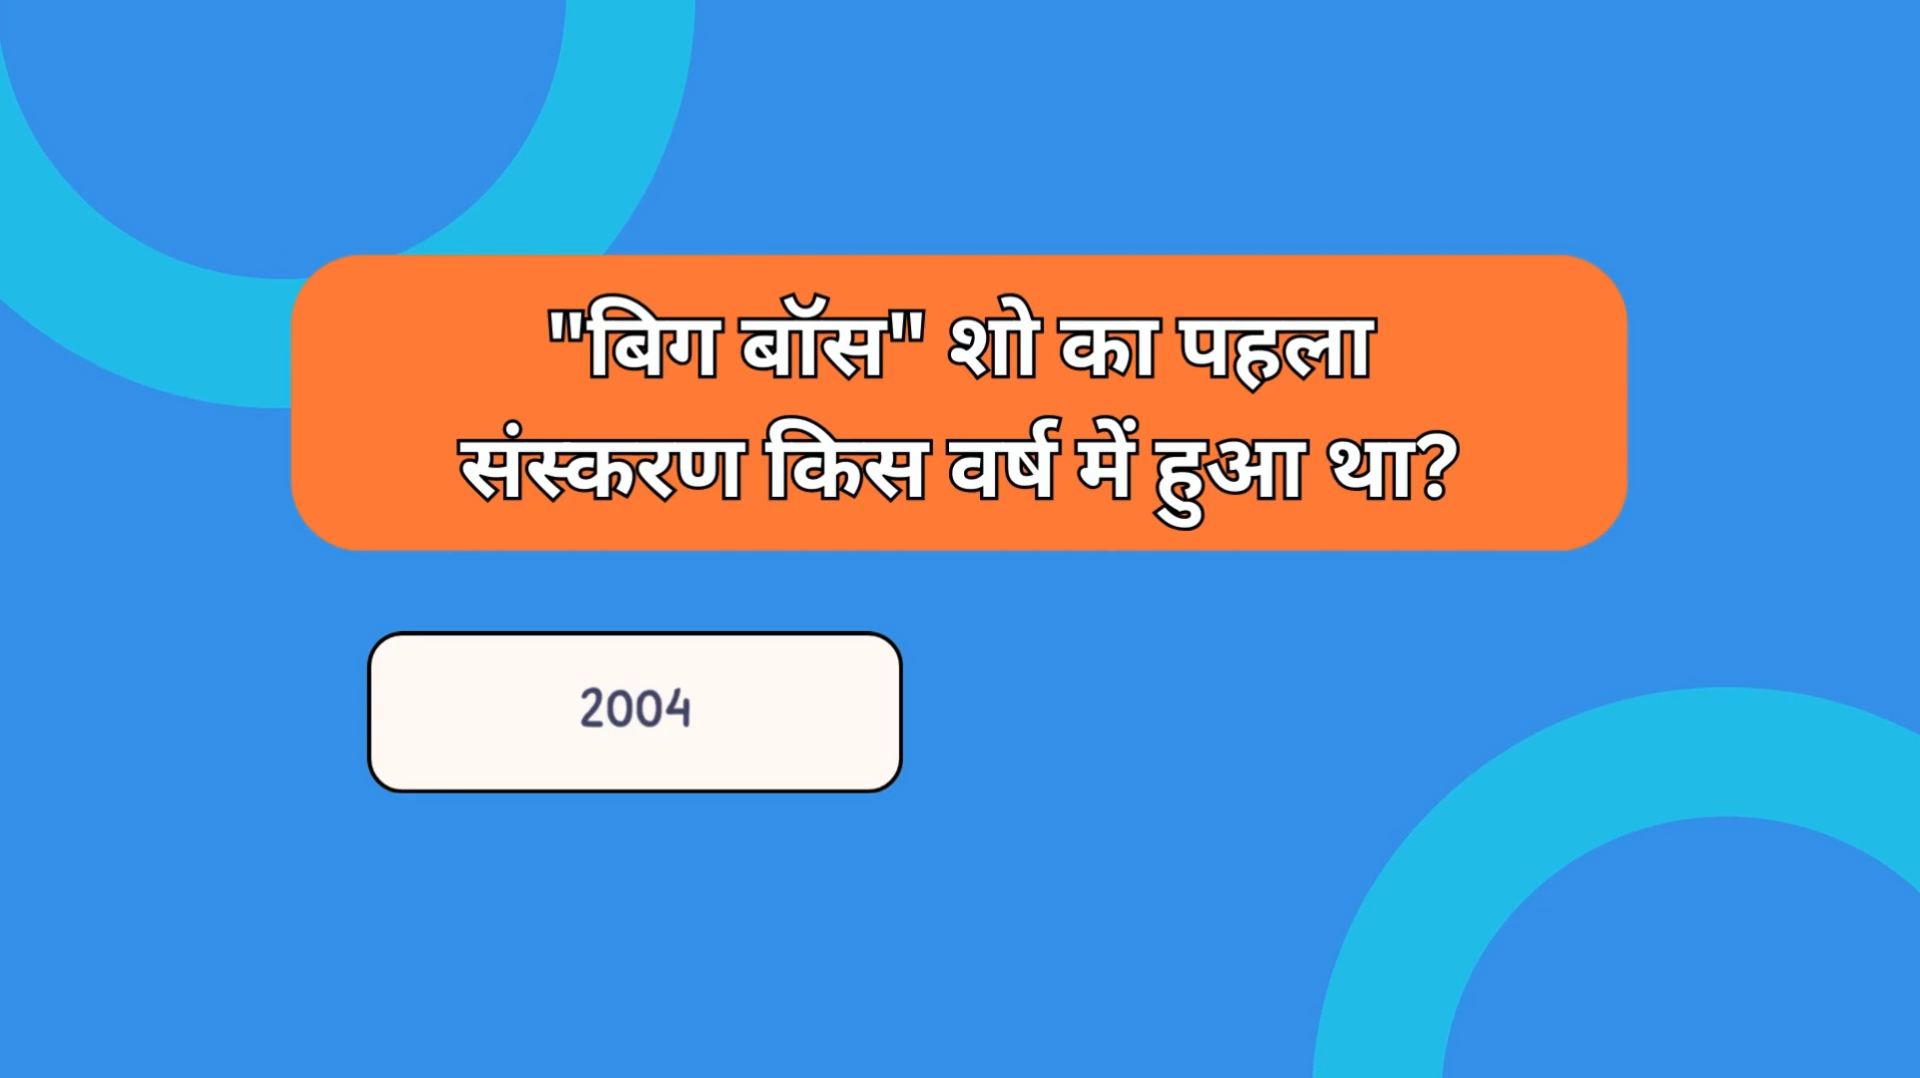 "बिग बॉस" शो का पहला
संस्करण किस वर्ष में हुआ था?
2004